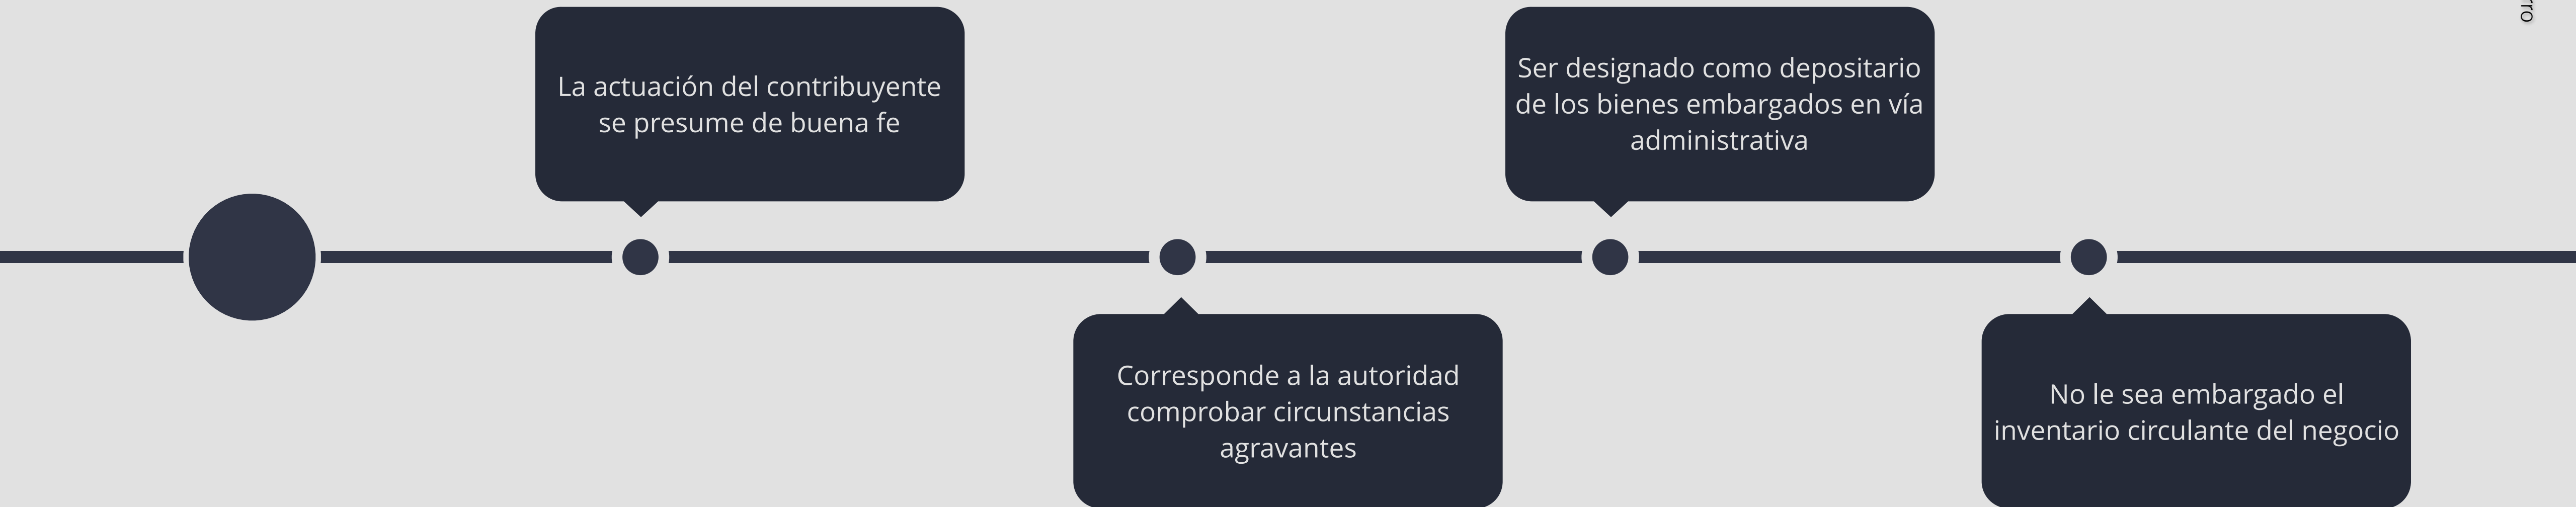 La actuación del contribuyente
se presume de buena fe
Corresponde a la autoridad
comprobar circunstancias
agravantes
Ser designado como depositario
de los bienes embargados en vía
administrativa
No le sea embargado el
inventario circulante del negocio